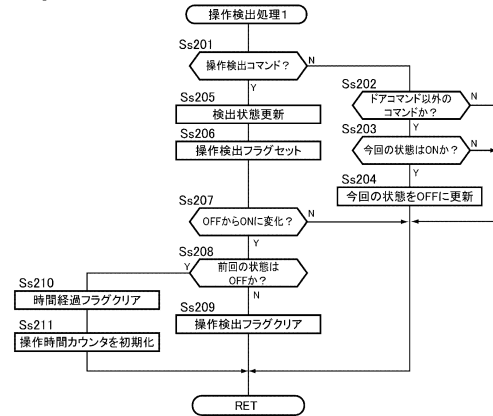 操作検出処理1
Ss201
操作検出コマンド?
N
Y
Ss202
ドアコマンド以外の
コマンドか?
N
Y
Ss205
検出状態更新
Ss203
今回の状態はONか?
N
Y
Ss206
操作検出フラグセット
Ss204
今回の状態をOFFに更新
Ss207
OFFからONに変化?
N
Y
Ss208
前回の状態は
OFFか?
Y
N
Ss210
時間経過フラグクリア
Ss209
操作検出フラグクリア
Ss211
操作時間カウンタを初期化
RET